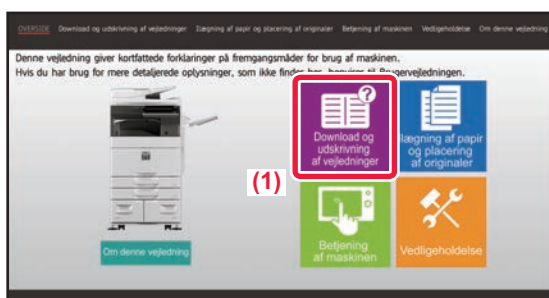 OVERSIDE Download og udskrivning af vejledninger Ilægning af papir og placering af originaler Betjening af maskinen Vedligeholdelse Om denne vejledning
Denne vejledning giver kortfattede forklaringer på fremgangsmåder for brug af maskinen.
Hvis du har brug for mere detaljerede oplysninger, som ikke findes her, henvises til Brugervejledningen.
Download og
udskrivning
af vejledninger
lægning af papir
og placering
af originaler
(1)
Betjening
af maskinen
Vedligeholdelse
Om denne vejledning